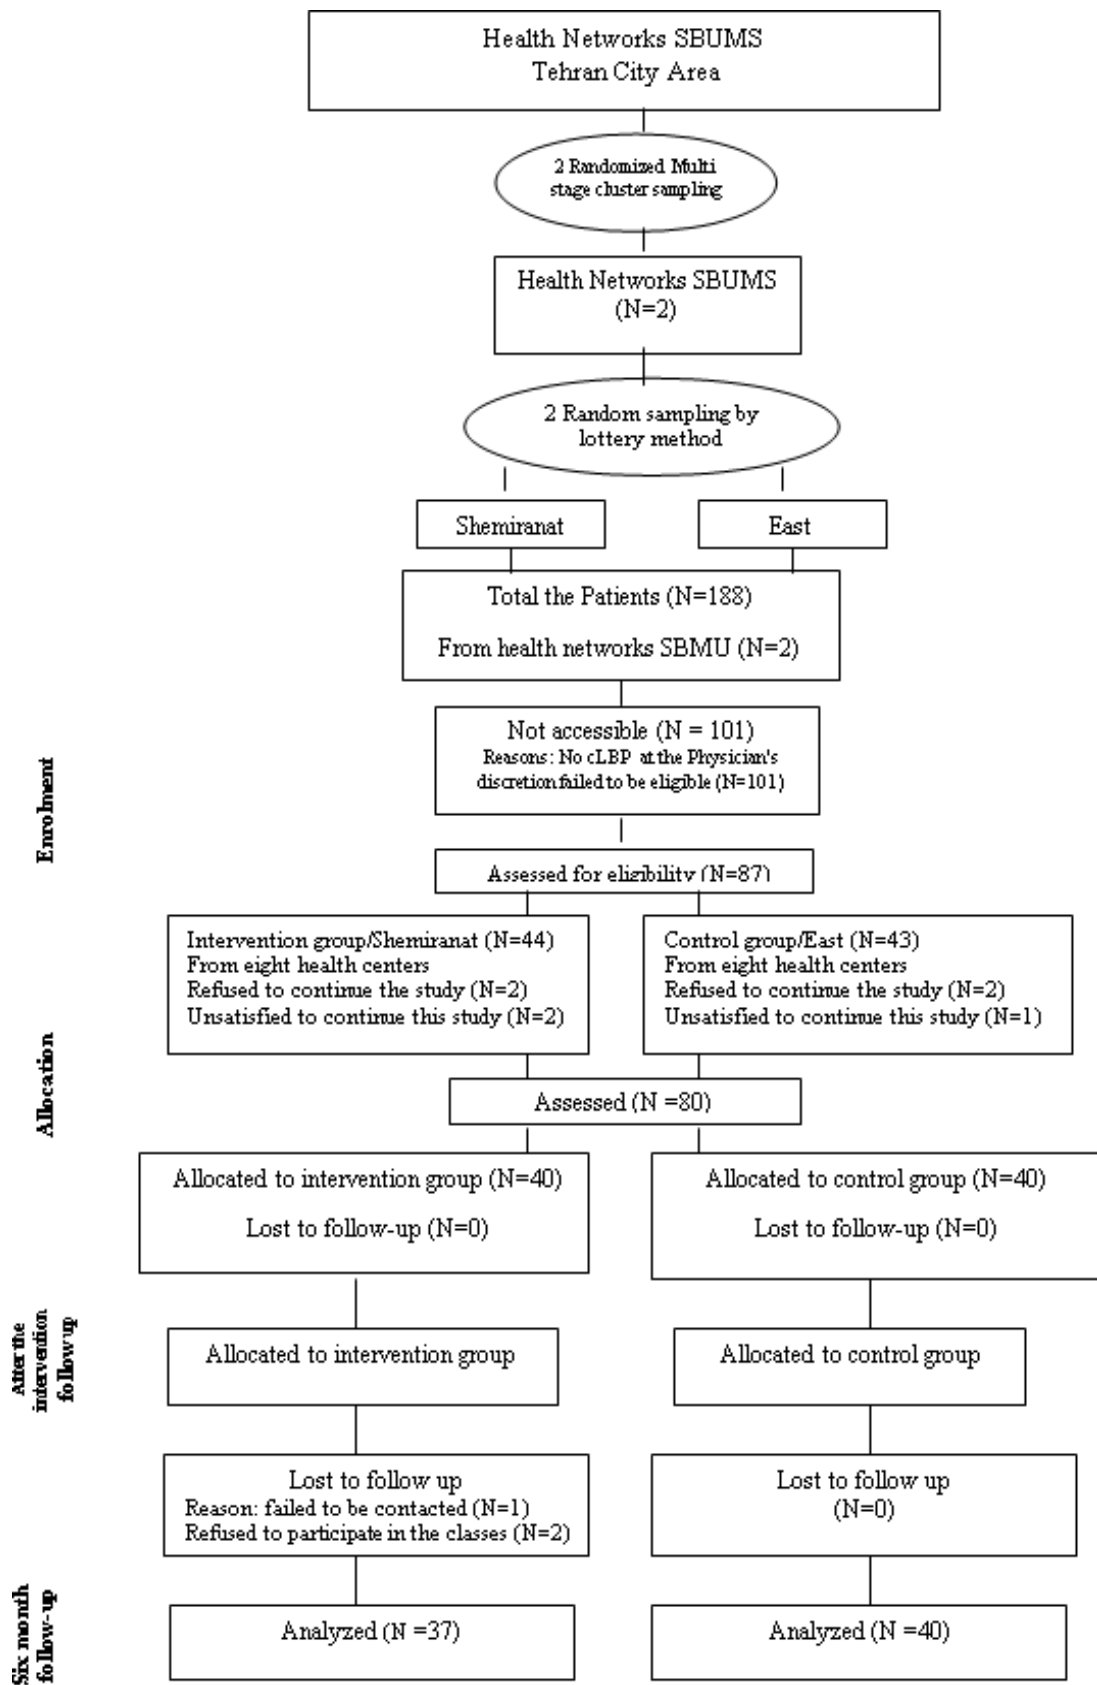 Health Networks SBUMS
Tehran City Area
2 Randomized Multi
stage cluster sampling
Health Networks SBUMS
(N=2)
2 Random sampling by
lottery method
Shemiranat
East
Total the Patients (N=188)
From health networks SBMU (N=2)
Not accessible (N = 101)
Reasons: No cLBP at the Physician's
discretion failed to be eligible (N=101)
Enrolment
Assessed for eligibility (N=87)
Intervention group/Shemiranat (N=44)
From eight health centers
Refused to continue the study (N=2)
Unsatisfied to continue this study (N=2)
Control group/East (N=43)
From eight health centers
Refused to continue the study (N=2)
Unsatisfied to continue this study (N=1)
Allocation
Assessed (N =80)
Allocated to intervention group (N=40)
Lost to follow-up (N=0)
Allocated to control group (N=40)
Lost to follow-up (N=0)
After the
intervention
follow up
Allocated to intervention group
Allocated to control group
Lost to follow up
Reason: failed to be contacted (N=1)
Refused to participate in the classes (N=2)
Lost to follow up
(N=0)
Six month
follow-up
Analyzed (N =37)
Analyzed (N =40)